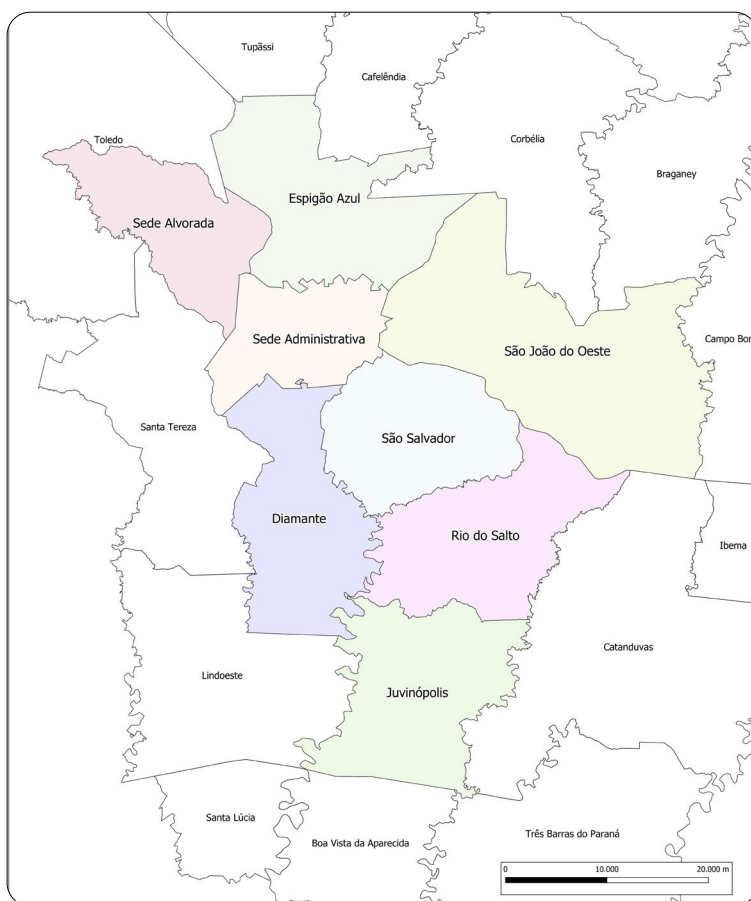 Tupãssi
Cafelândia
Toledo
Corbélia
Braganey
Espigão Azul
Sede Alvorada
Sede Administrativa
São João do Oeste
Campo Bon
Santa Tereza
São Salvador
Diamante
Rio do Salto
Ibema
Catanduvas
Lindoeste
Juvinópolis
Santa Lúcia
Boa Vista da Aparecida
Três Barras do Paraná
0 10.000 20.000 m